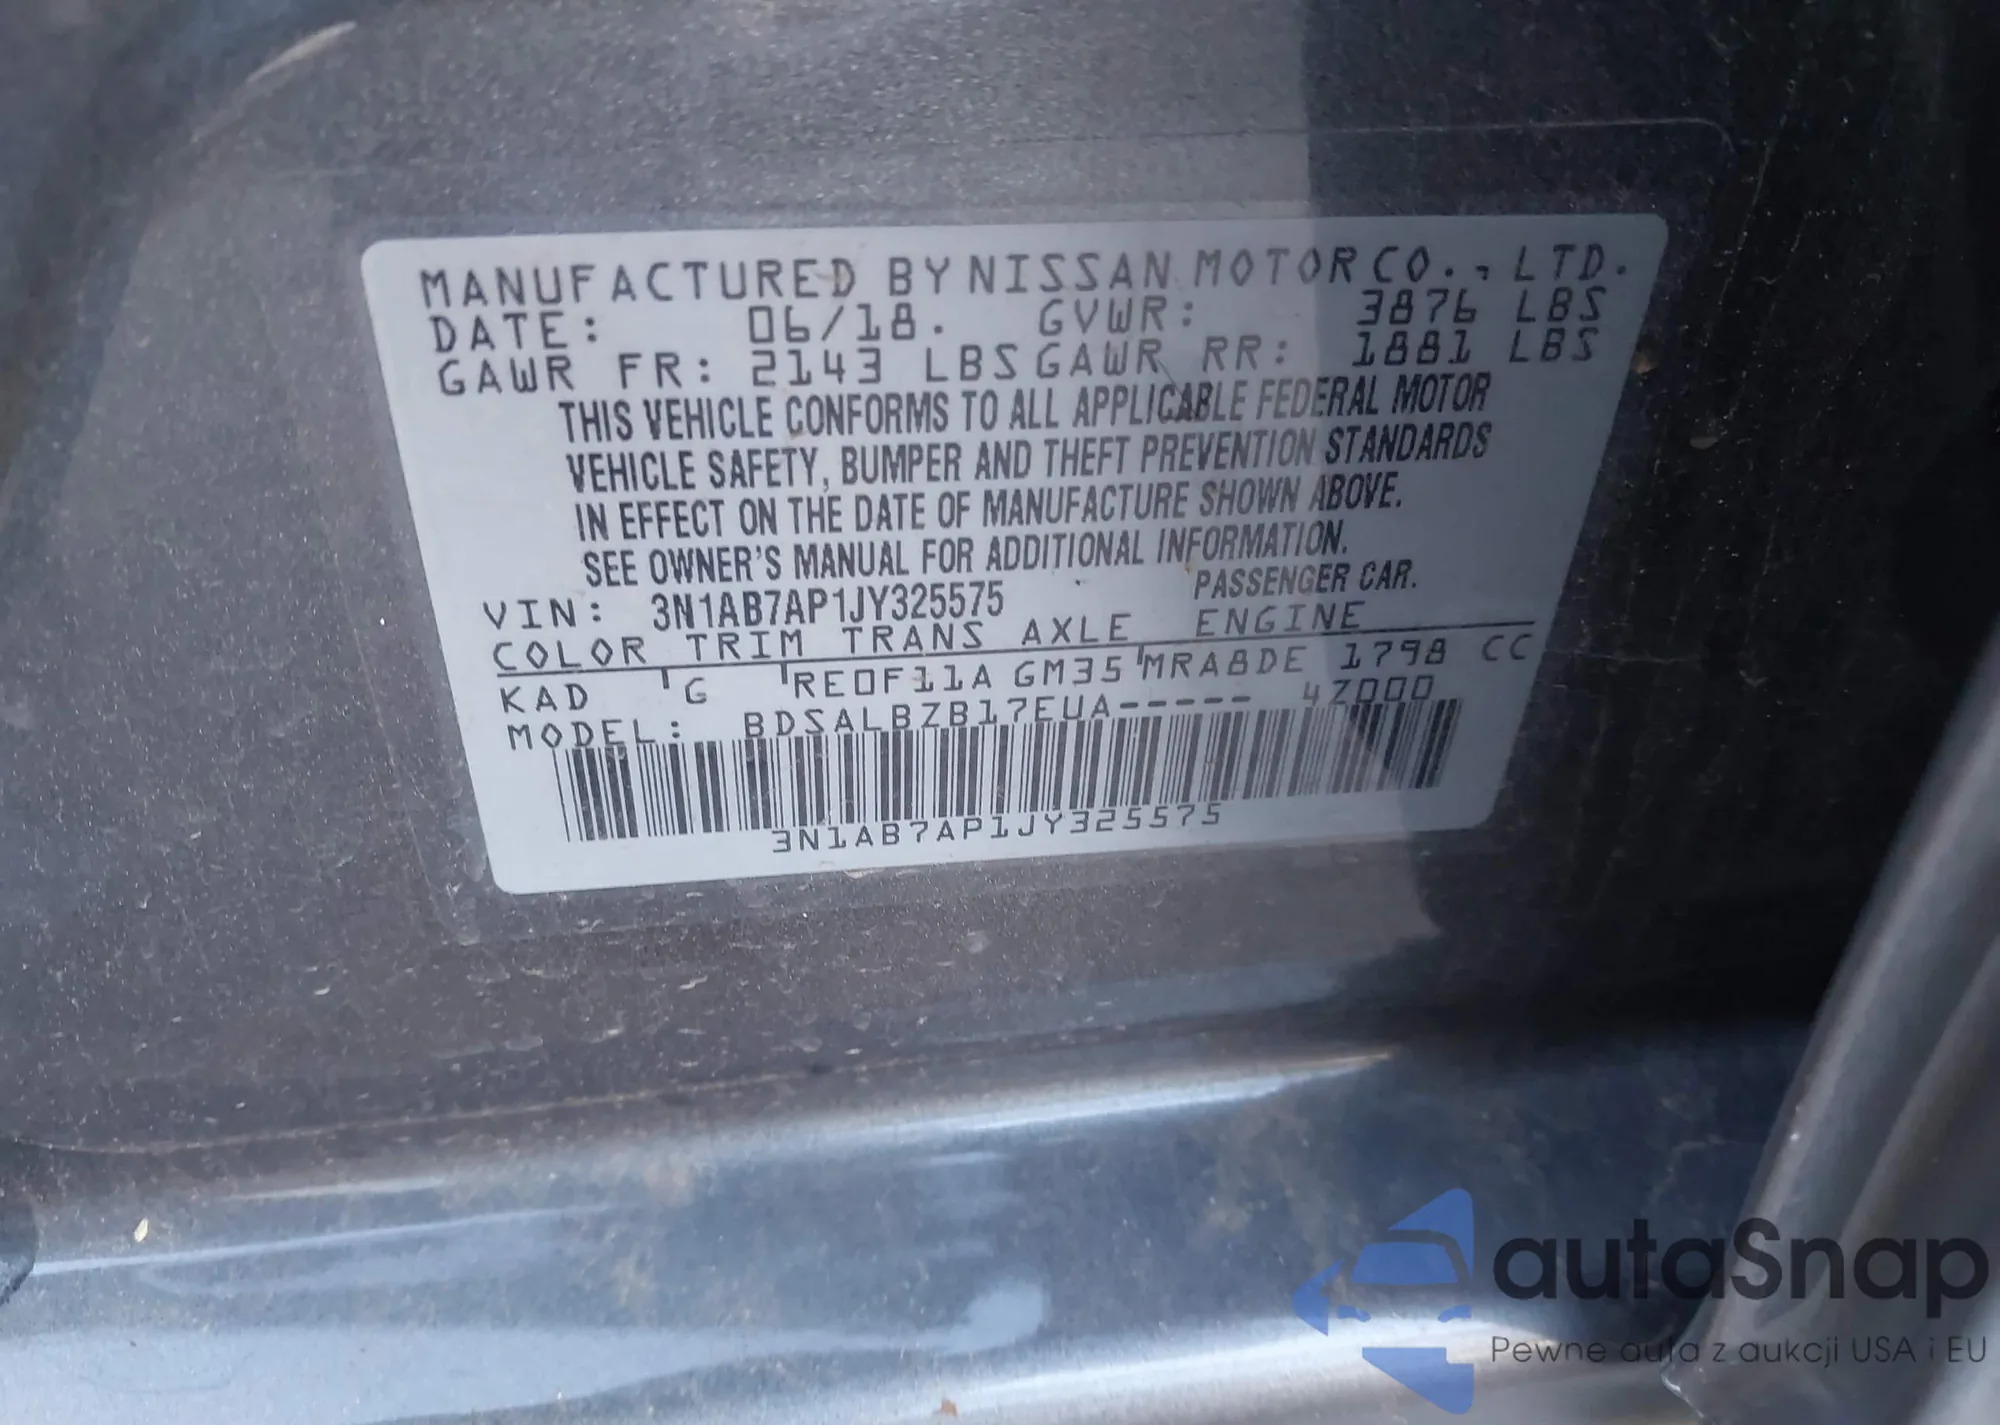 MANUFACTURED BY NISSAN MOTOR CO., LTD.
DATE: 06/18. GVWR: 3876 LBS
GAWR FR: 2143 LBS GAWR RR: 1881 LBS
THIS VEHICLE CONFORMS TO ALL APPLICABLE FEDERAL MOTOR
VEHICLE SAFETY, BUMPER AND THEFT PREVENTION STANDARDS
IN EFFECT ON THE DATE OF MANUFACTURE SHOWN ABOVE.
SEE OWNER'S MANUAL FOR ADDITIONAL INFORMATION.
VIN: 3N1AB7AP1JY325575 PASSENGER CAR.
COLOR TRIM TRANS AXLE ENGINE
KAD G RE0F11A GM35 MRA8DE 1798 CC
MODEL: BDSALBZB17EUA----- 4Z000
3N1AB7AP1JY325575
autaSnap
Pewne auta z aukcji USA i EU